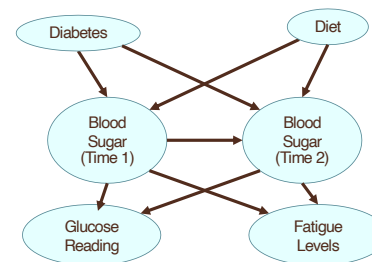 Diabetes
Diet
Blood
Sugar
(Time 1)
Blood
Sugar
(Time 2)
Glucose
Reading
Fatigue
Levels